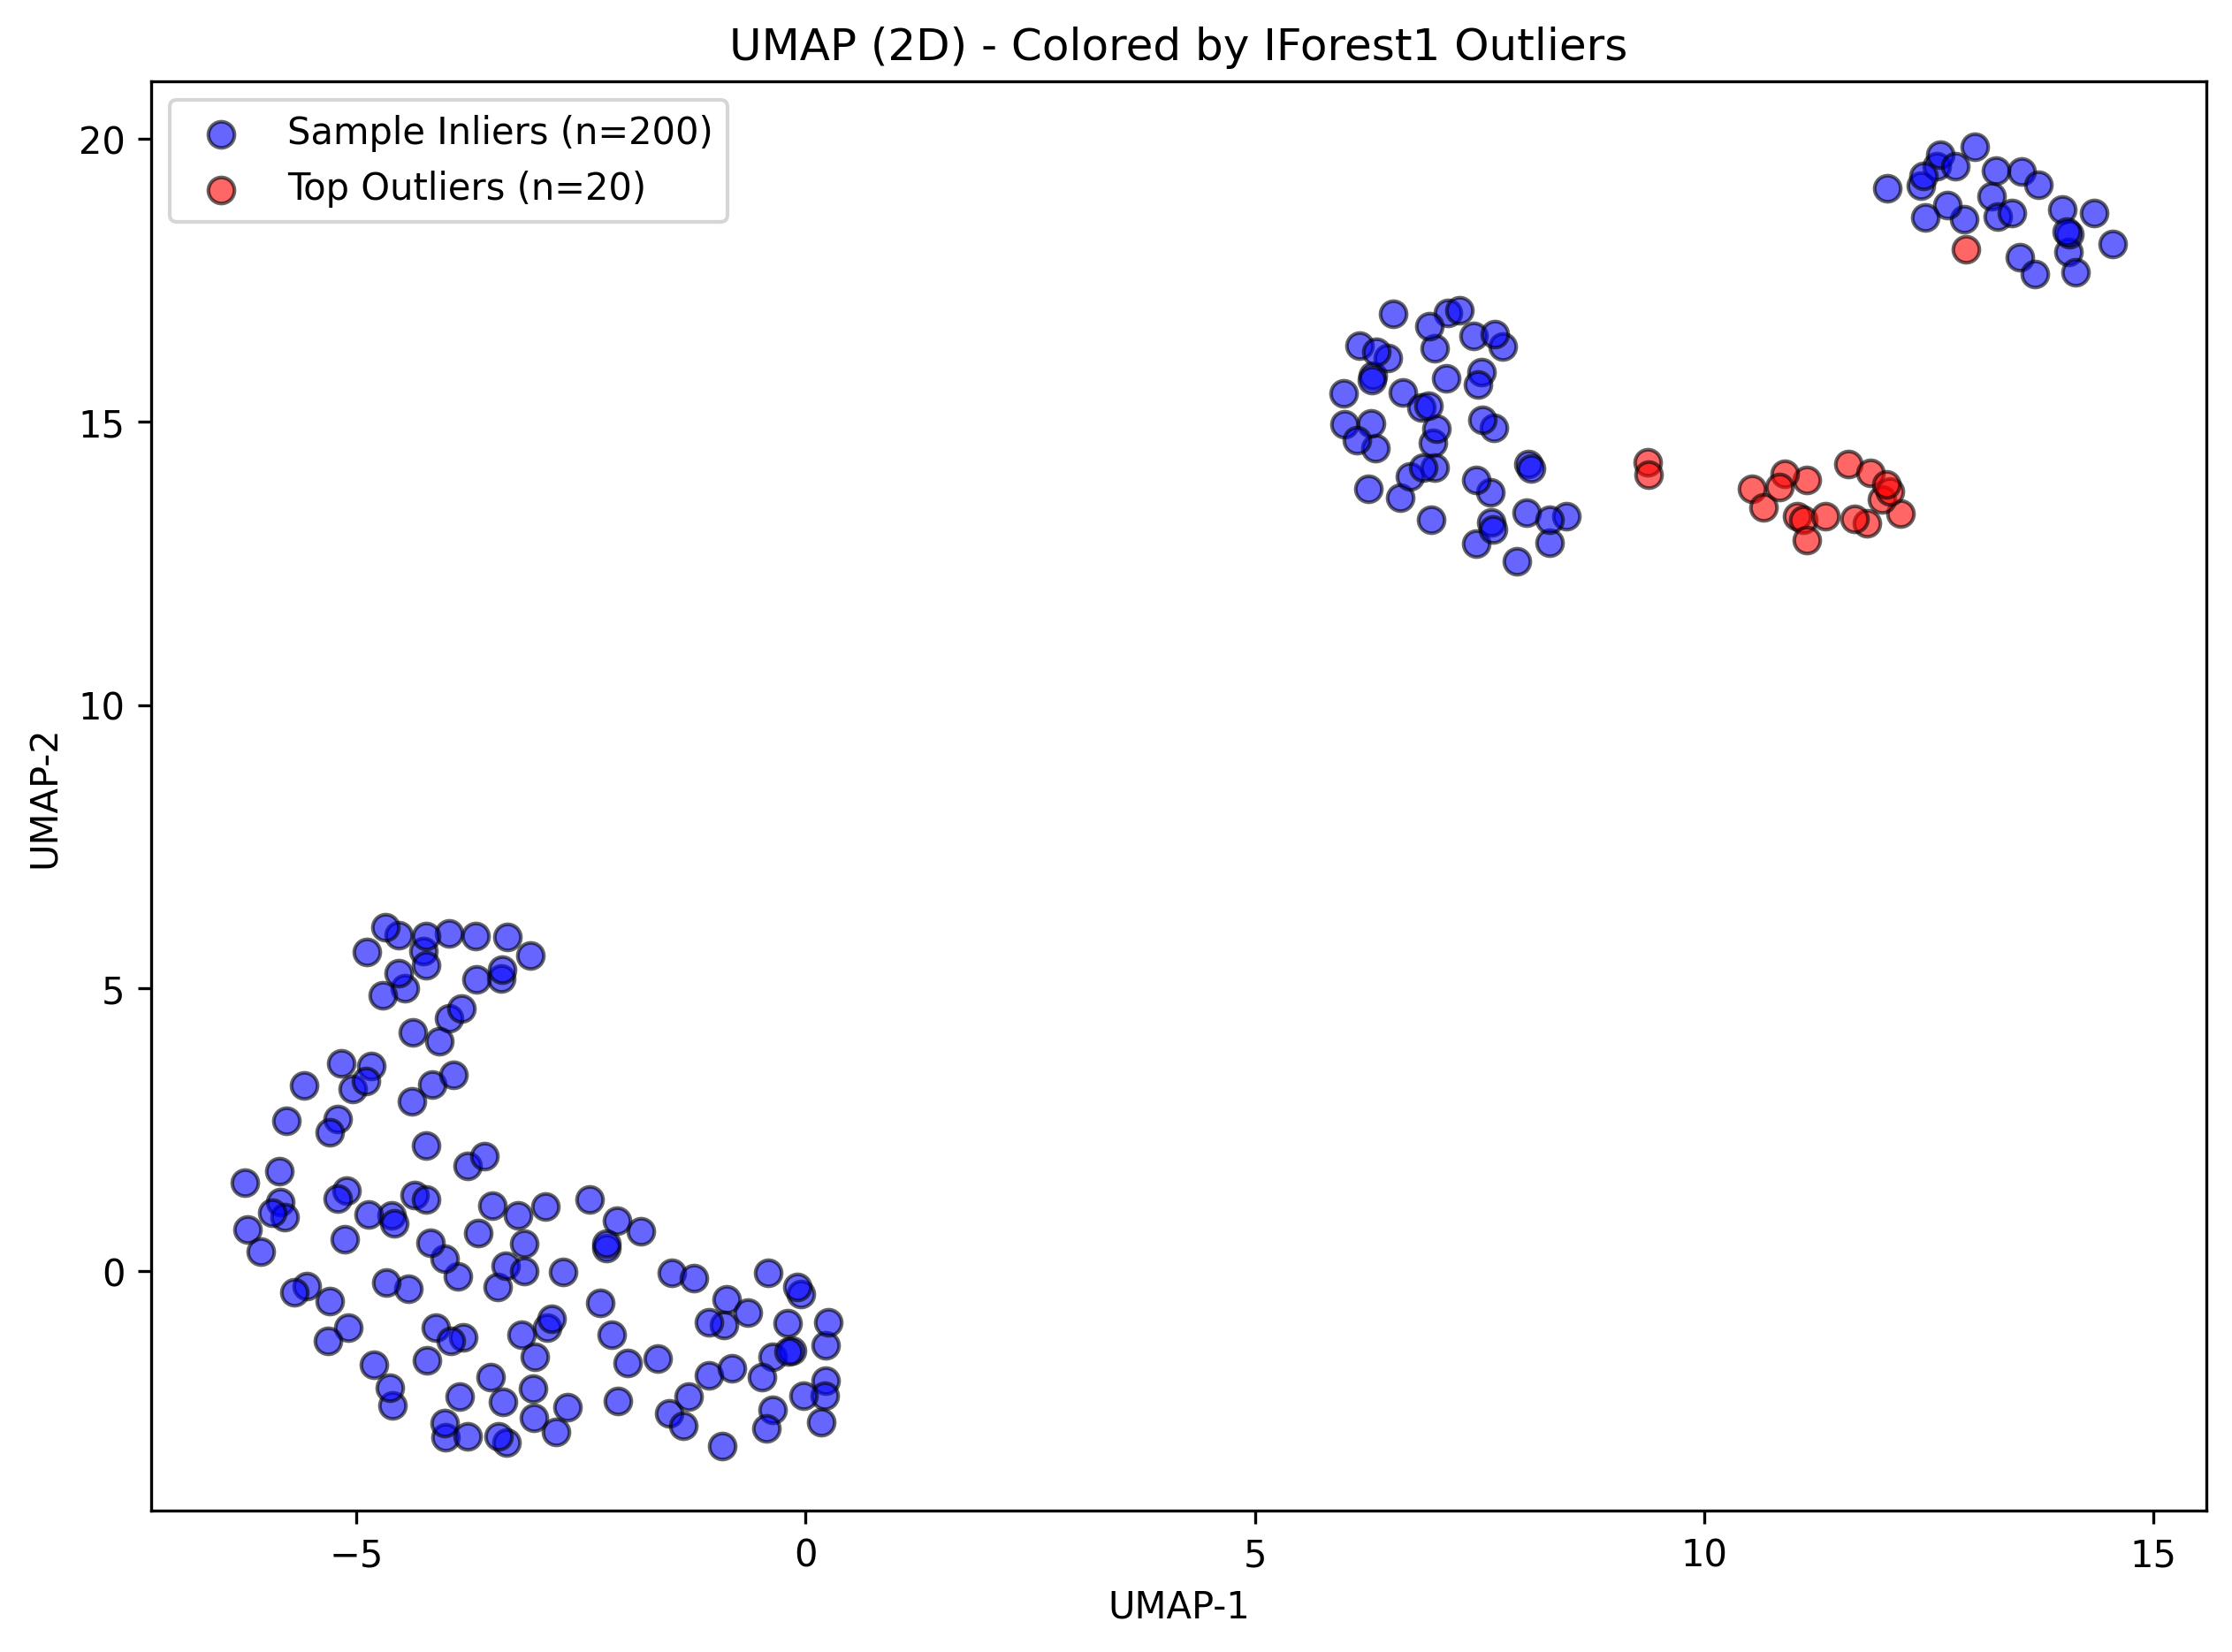 UMAP (2D) - Colored by IForest1 Outliers
Sample Inliers (n=200)
Top Outliers (n=20)
20
15
10
5
0
UMAP-2
−5
0
5
10
15
UMAP-1